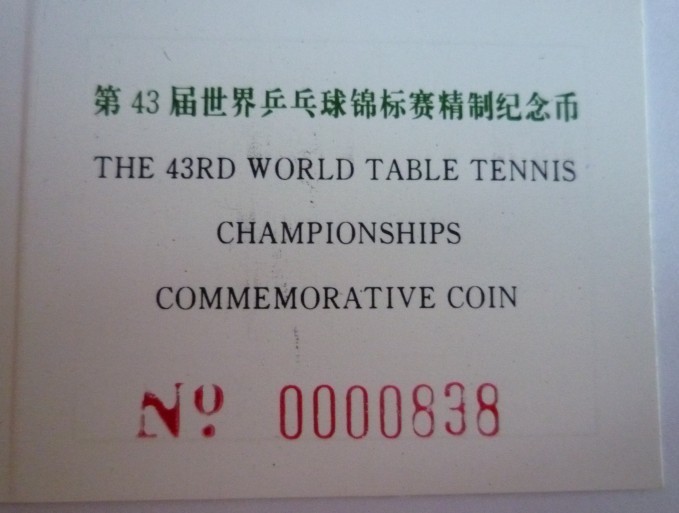 第43届世界乒乓球锦标赛精制纪念币
THE 43RD WORLD TABLE TENNIS
CHAMPIONSHIPS
COMMEMORATIVE COIN
Nº 0000838